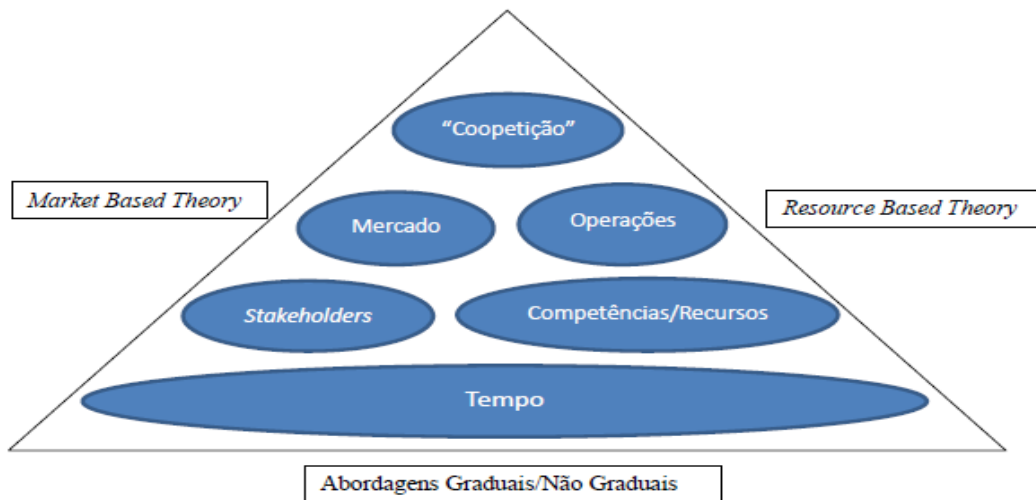 “Coopetição”
Market Based Theory
Mercado
Operações
Resource Based Theory
Stakeholders
Competências/Recursos
Tempo
Abordagens Graduais/Não Graduais